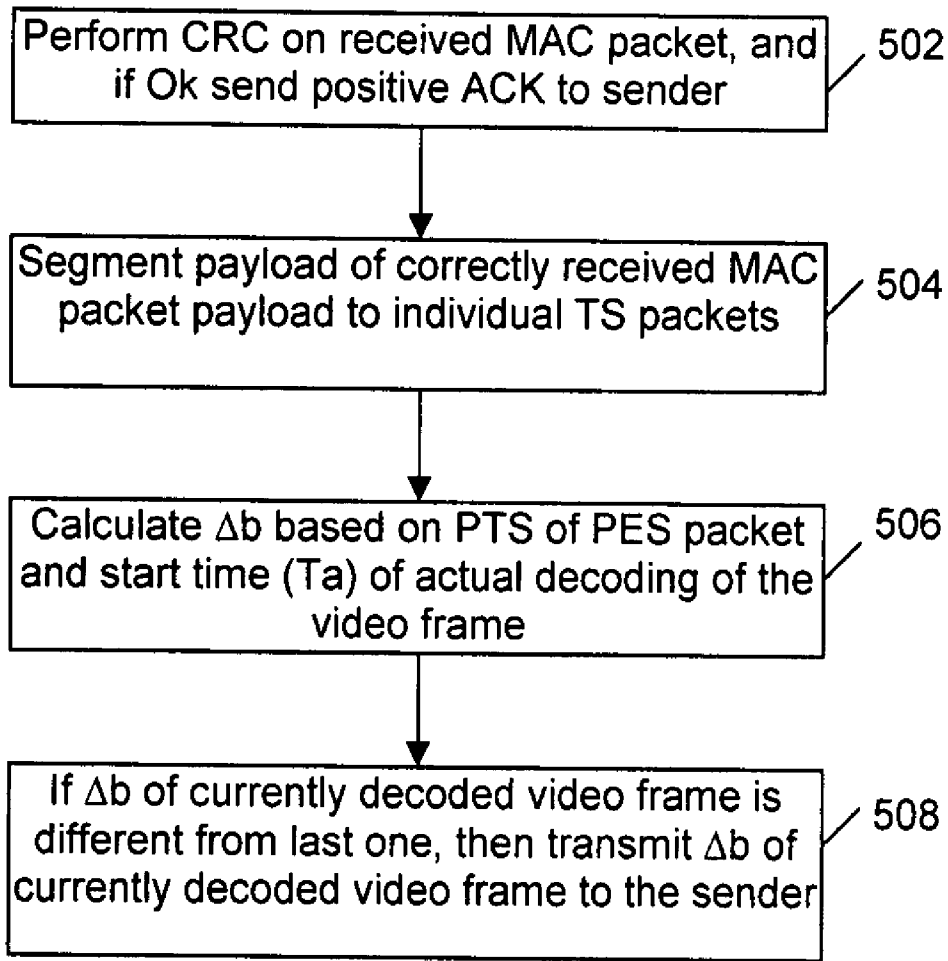 Perform CRC on received MAC packet, and
if Ok send positive ACK to sender
502
Segment payload of correctly received MAC
packet payload to individual TS packets
504
Calculate Δb based on PTS of PES packet
and start time (Ta) of actual decoding of the
video frame
506
If Δb of currently decoded video frame is
different from last one, then transmit Δb of
currently decoded video frame to the sender
508